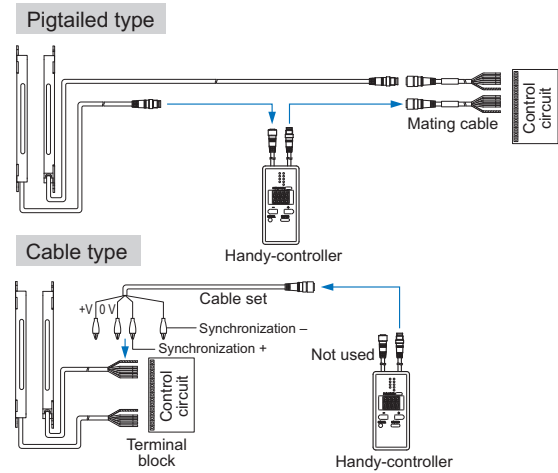 Pigtailed type
Control
circuit
Mating cable
Handy-controller
Cable type
+V 0 V
Cable set
Synchronization –
Synchronization +
Not used
Control
circuit
Terminal
block
Handy-controller